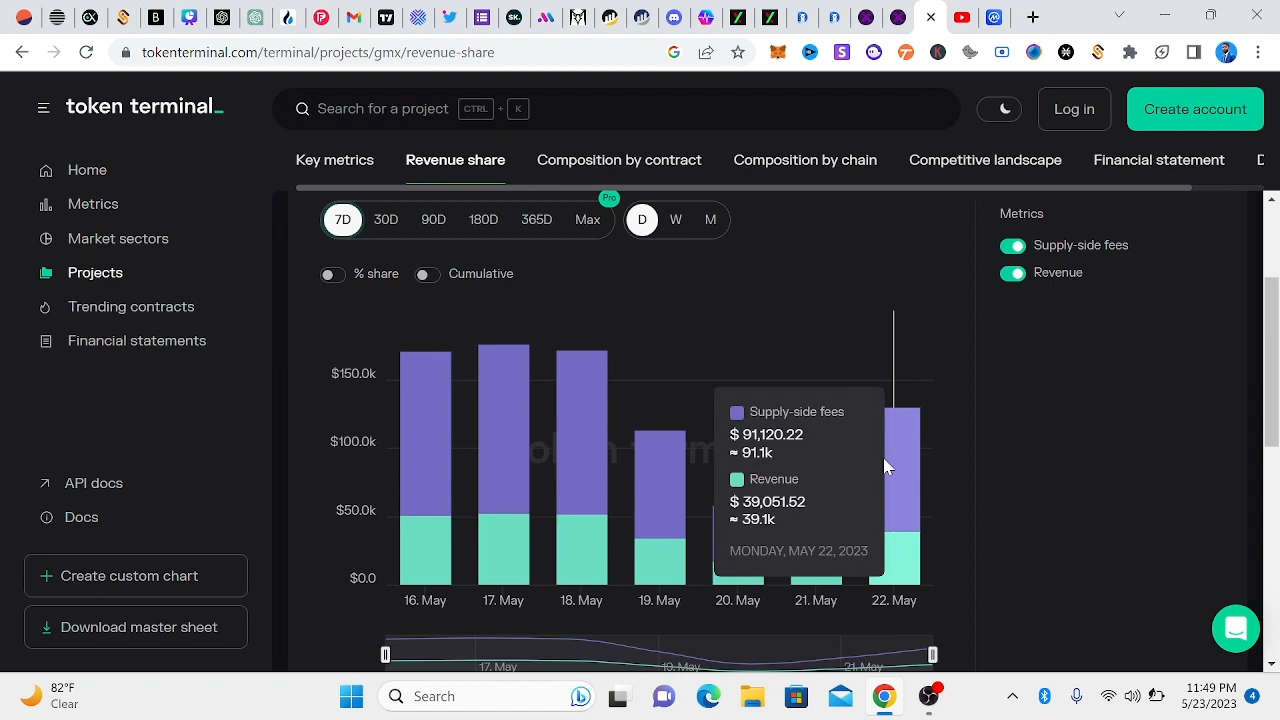 tokenterminal.com/terminal/projects/gmx/revenue-share
token terminal_
Search for a project CTRL + K
Log in
Create account
Key metrics Revenue share Composition by contract Composition by chain Competitive landscape Financial statement D
Home
Metrics
Market sectors
Projects
Trending contracts
Financial statements
API docs
Docs
Create custom chart
Download master sheet
Pro
7D 30D 90D 180D 365D Max D W M
% share Cumulative
Metrics
Supply-side fees
Revenue
$150.0k
$100.0k
$50.0k
$0.0
Supply-side fees
$ 91,120.22
≈ 91.1k
Revenue
$ 39,051.52
≈ 39.1k
MONDAY, MAY 22, 2023
16. May 17. May 18. May 19. May 20. May 21. May 22. May
17. May 19. May 21. May
82°F
Clear
Search
11:49 PM
5/23/2023
4